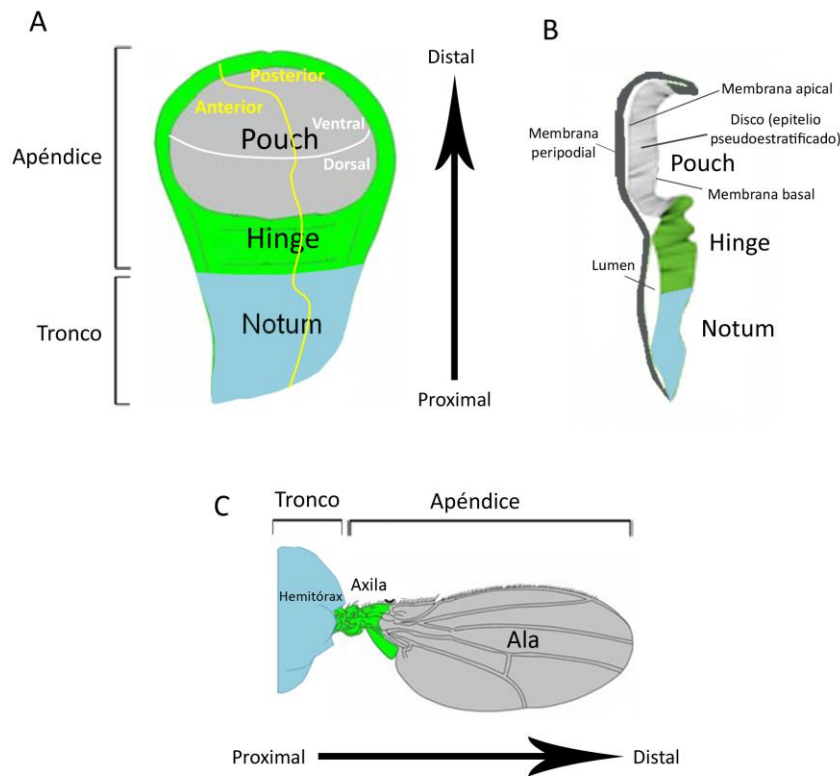 A
Posterior
Anterior
Pouch
Ventral
Dorsal
Hinge
Notum
Apéndice
Tronco
Distal
Proximal
B
Membrana apical
Disco (epitelio
pseudoestratificado)
Membrana
peripodial
Pouch
Membrana basal
Hinge
Lumen
Notum
C
Tronco
Apéndice
Hemitórax
Axila
Ala
Proximal
Distal